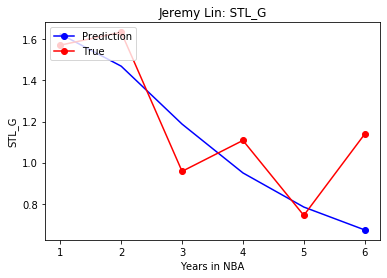 Jeremy Lin: STL_G
Prediction
True
1.6
1.4
1.2
1.0
0.8
STL_G
1 2 3 4 5 6
Years in NBA